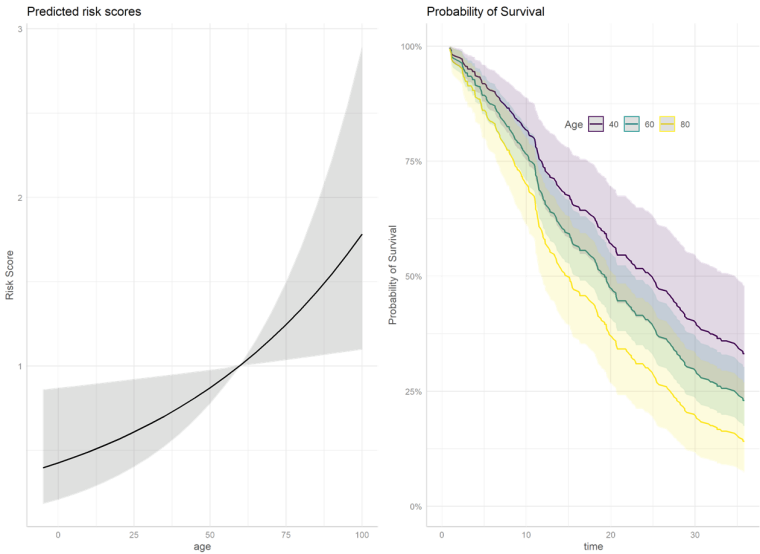 Predicted risk scores
3
2
1
Risk Score
0
25
50
75
100
age
Probability of Survival
100%
75%
50%
25%
0%
Probability of Survival
Age 40 60 80
0
10
20
30
time